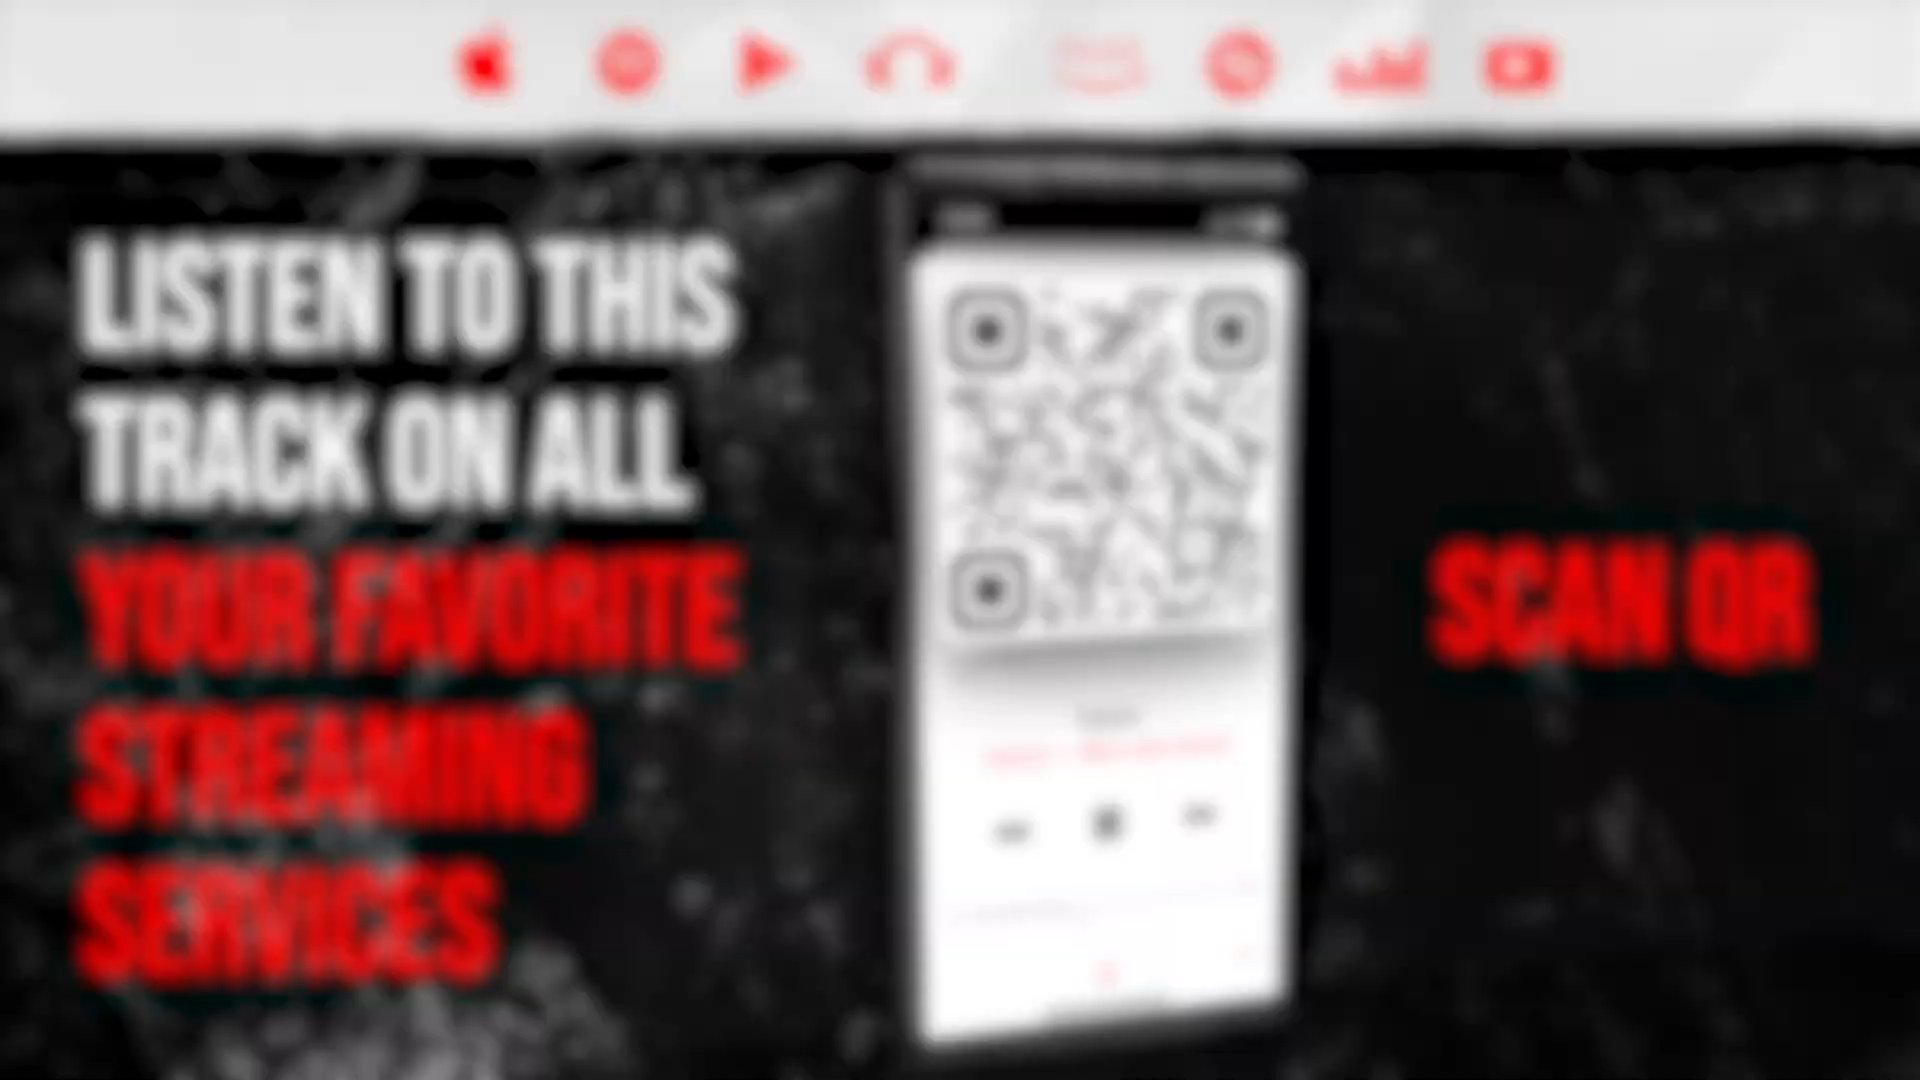 LISTEN TO THIS
TRACK ON ALL
YOUR FAVORITE
STREAMING
SERVICES
SCAN QR